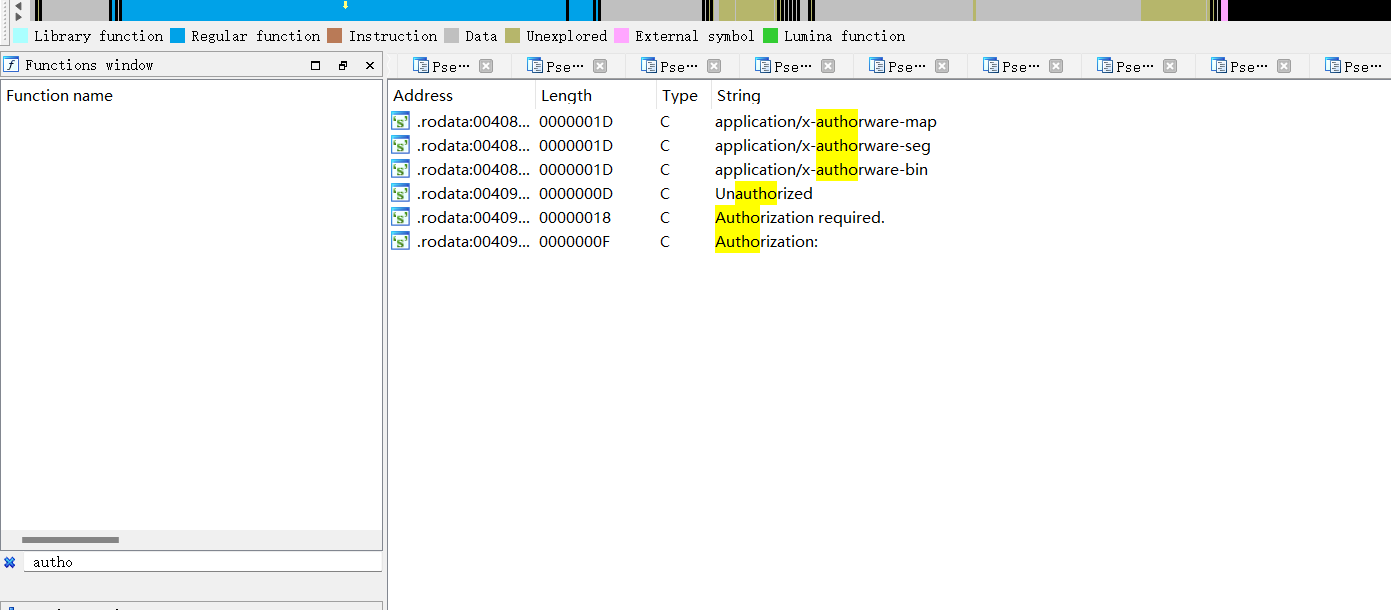 Library function Regular function Instruction Data Unexplored External symbol Lumina function
Functions window
Pse… Pse… Pse… Pse… Pse… Pse… Pse… Pse… Pse…
Function name
Address Length Type String
.rodata:00408... 0000001D C application/x-authorware-map
.rodata:00408... 0000001D C application/x-authorware-seg
.rodata:00408... 0000001D C application/x-authorware-bin
.rodata:00409... 0000000D C Unauthorized
.rodata:00409... 00000018 C Authorization required.
.rodata:00409... 0000000F C Authorization:
autho